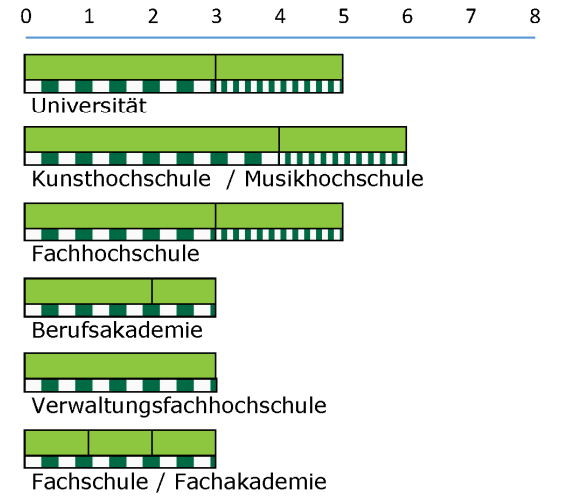 0 1 2 3 4 5 6 7 8
Universität
Kunsthochschule / Musikhochschule
Fachhochschule
Berufsakademie
Verwaltungsfachhochschule
Fachschule / Fachakademie